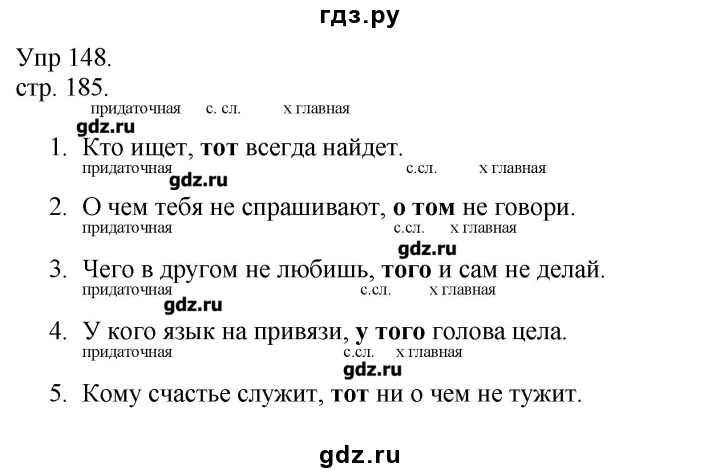 гдз.ру
Упр 148.
стр. 185.
придаточная с. сл. х главная
gdz.ru
1. Кто ищет, тот всегда найдет.
придаточная с.сл. х главная
gdz.ru
2. О чем тебя не спрашивают, о том не говори.
придаточная с.сл. х главная
gdz.ru
3. Чего в другом не любишь, того и сам не делай.
придаточная с.сл. х главная
gdz.ru
4. У кого язык на привязи, у того голова цела.
придаточная с.сл. х главная
gdz.ru
5. Кому счастье служит, тот ни о чем не тужит.
gdz.ru